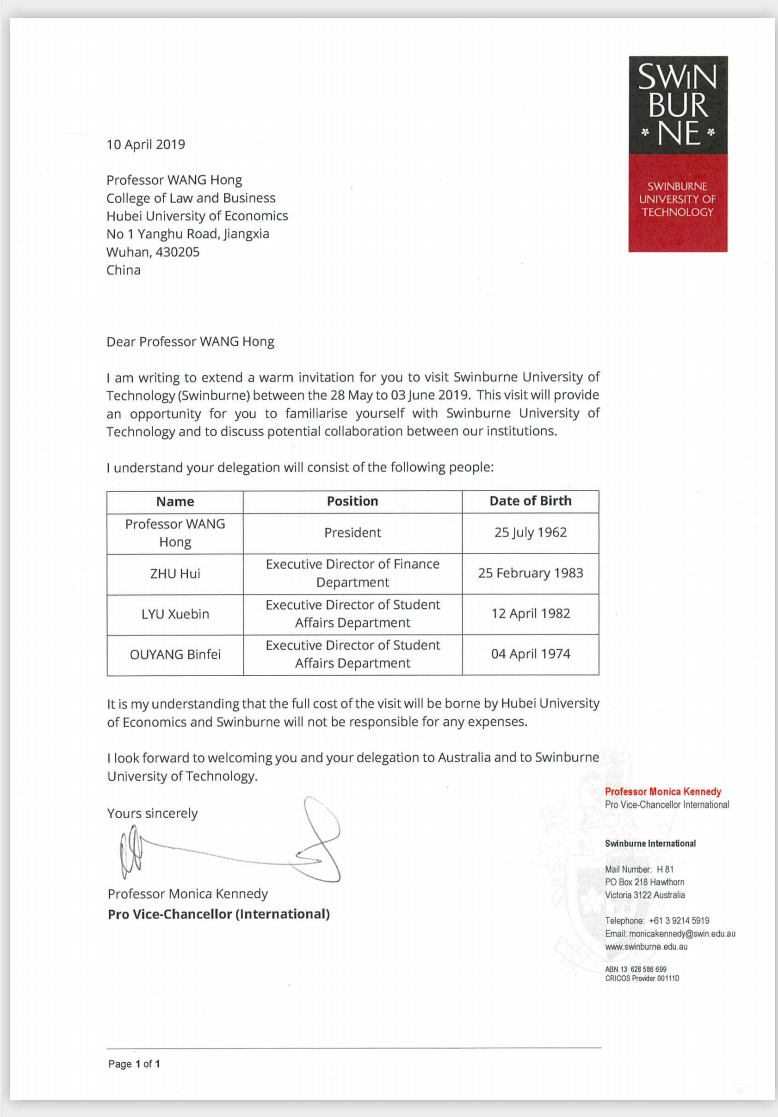 SWiN
BUR
* NE *
SWINBURNE
UNIVERSITY OF
TECHNOLOGY
10 April 2019
Professor WANG Hong
College of Law and Business
Hubei University of Economics
No 1 Yanghu Road, Jiangxia
Wuhan, 430205
China
Dear Professor WANG Hong
I am writing to extend a warm invitation for you to visit Swinburne University of
Technology (Swinburne) between the 28 May to 03 June 2019. This visit will provide
an opportunity for you to familiarise yourself with Swinburne University of
Technology and to discuss potential collaboration between our institutions.
I understand your delegation will consist of the following people:
Name Position Date of Birth
Professor WANG
Hong
President
25 July 1962
ZHU Hui
Executive Director of Finance
Department
25 February 1983
LYU Xuebin
Executive Director of Student
Affairs Department
12 April 1982
OUYANG Binfei
Executive Director of Student
Affairs Department
04 April 1974
It is my understanding that the full cost of the visit will be borne by Hubei University
of Economics and Swinburne will not be responsible for any expenses.
I look forward to welcoming you and your delegation to Australia and to Swinburne
University of Technology.
Yours sincerely
Professor Monica Kennedy
Pro Vice-Chancellor (International)
Professor Monica Kennedy
Pro Vice-Chancellor International
Swinburne International
Mail Number: H 81
PO Box 218 Hawthorn
Victoria 3122 Australia
Telephone: +61 3 9214 5919
Email: monicakennedy@swin.edu.au
www.swinburne.edu.au
ABN 13 628 586 699
CRICOS Provider 00111D
Page 1 of 1